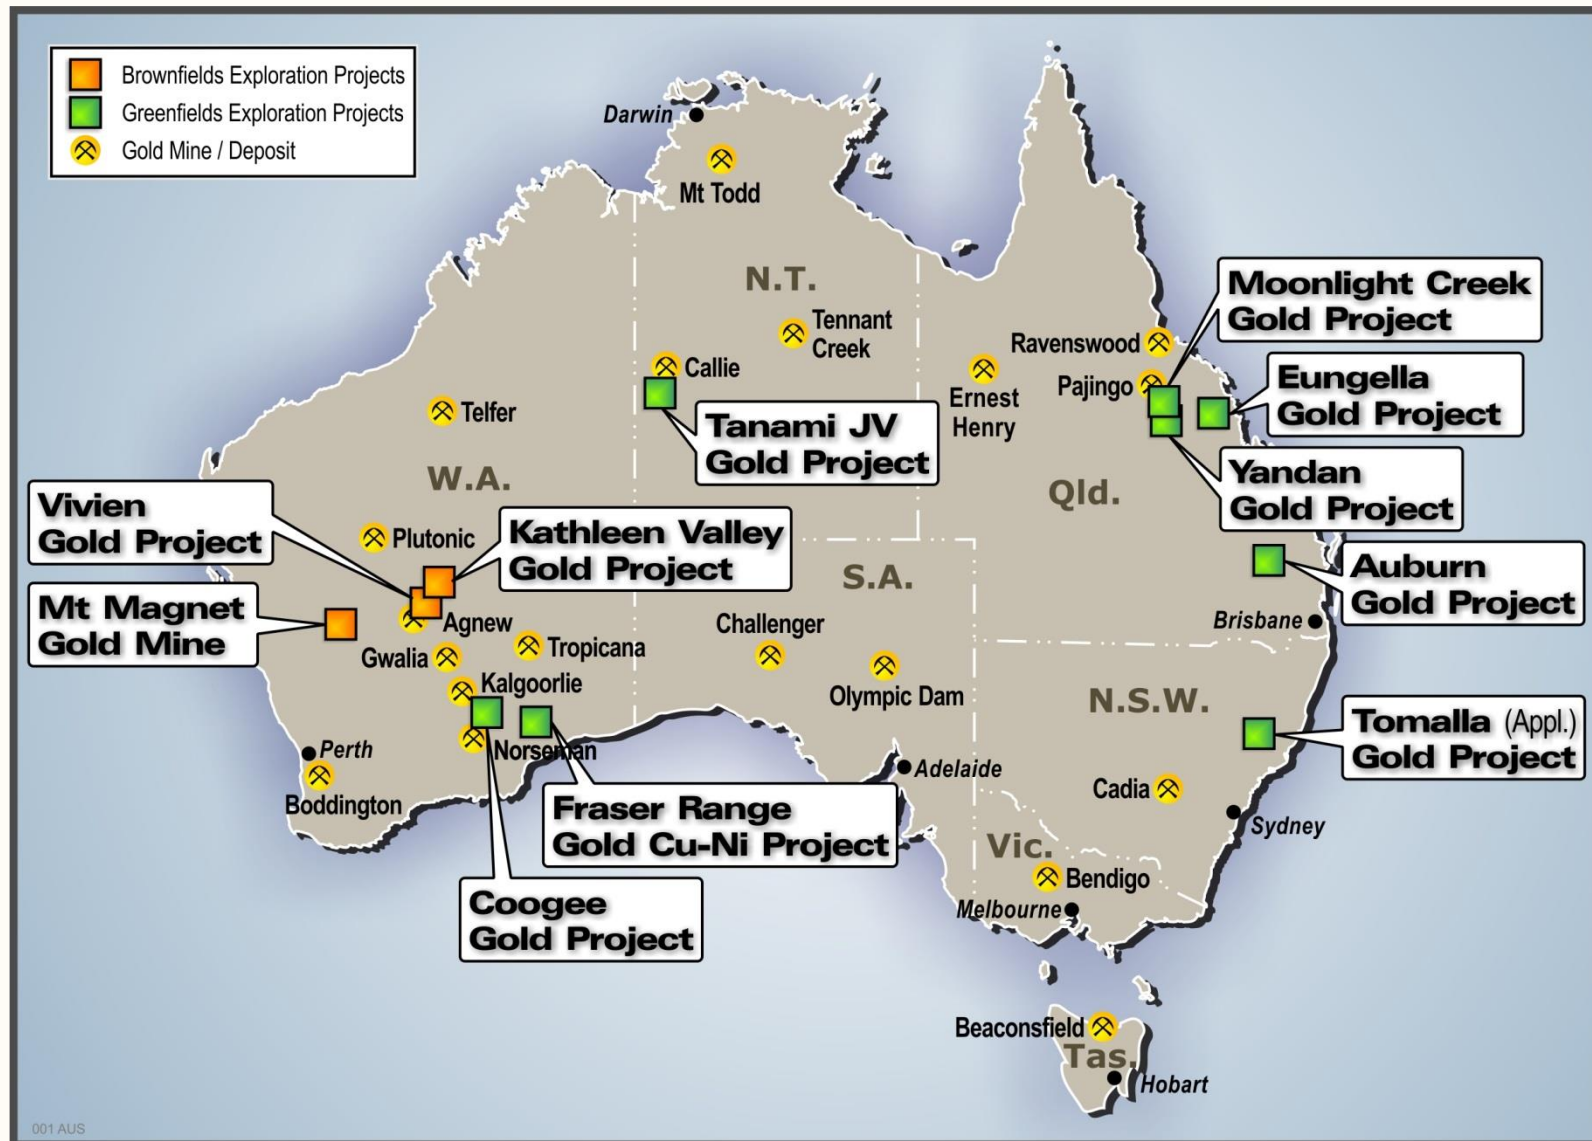 Brownfields Exploration Projects
Greenfields Exploration Projects
Gold Mine / Deposit
Darwin
Mt Todd
N.T.
Tennant
Creek
Callie
Tanami JV
Gold Project
Telfer
W.A.
Ravenswood
Pajingo
Ernest
Henry
Moonlight Creek
Gold Project
Eungella
Gold Project
Yandan
Gold Project
Qld.
Vivien
Gold Project
Plutonic
Kathleen Valley
Gold Project
Mt Magnet
Gold Mine
Agnew
Gwalia
Tropicana
Kalgoorlie
Norseman
Perth
Boddington
S.A.
Challenger
Olympic Dam
Auburn
Gold Project
Brisbane
N.S.W.
Tomalla (Appl.)
Gold Project
Adelaide
Cadia
Sydney
Fraser Range
Gold Cu-Ni Project
Coogee
Gold Project
Vic.
Bendigo
Melbourne
Beaconsfield
Tas.
Hobart
001 AUS